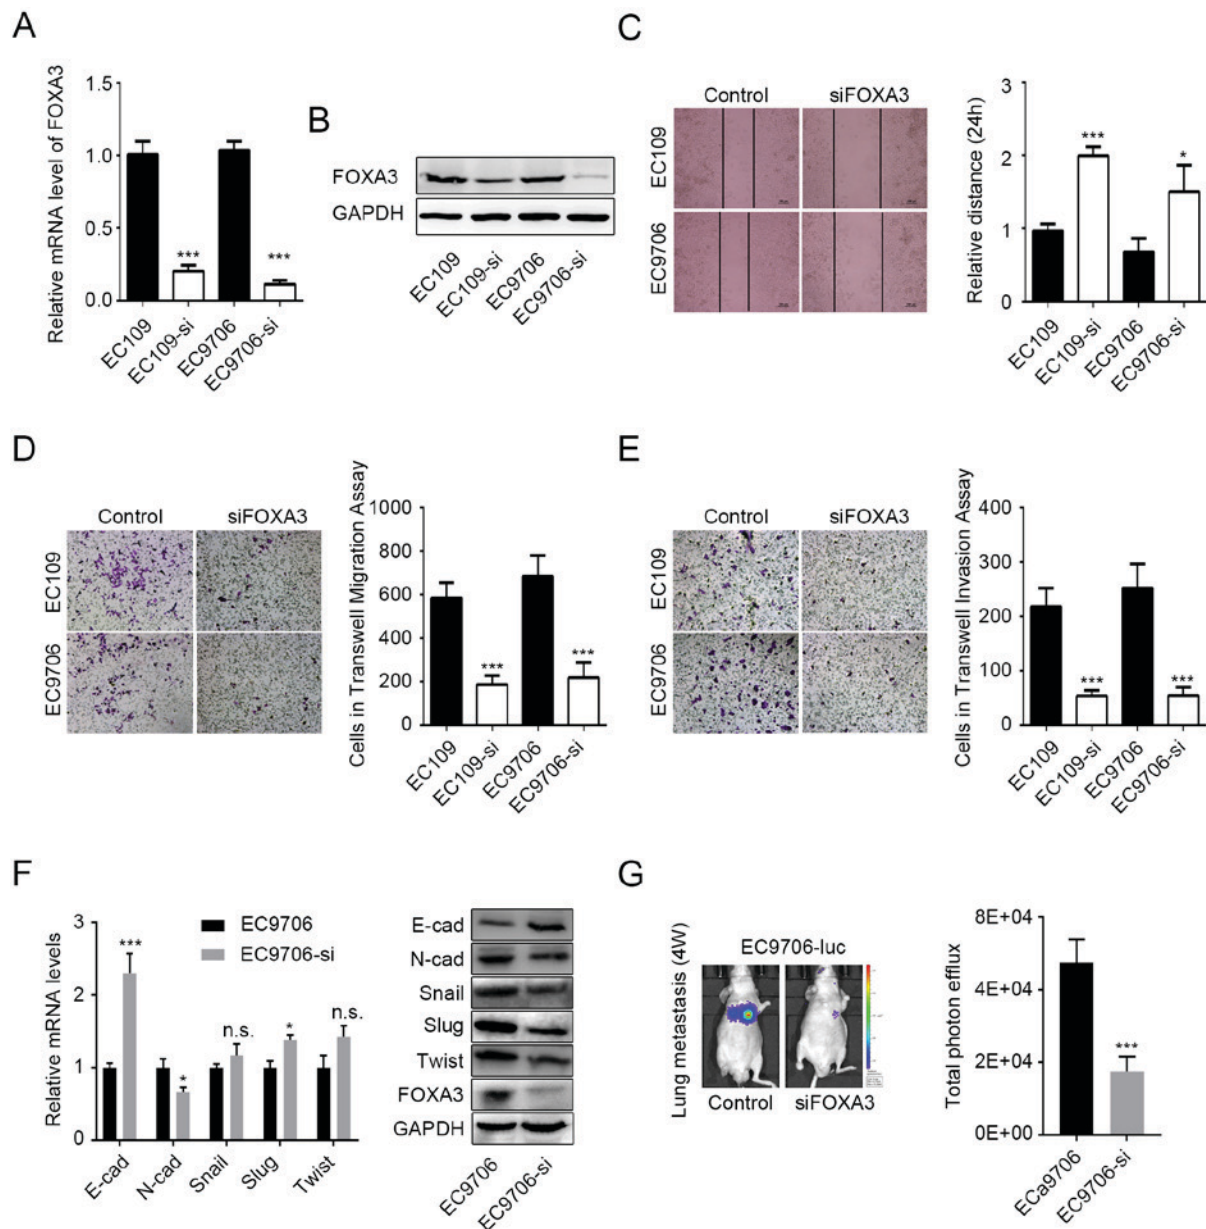 A
Relative mRNA level of FOXA3
1.5
1.0
0.5
0.0
***
***
EC109
EC109-si
EC9706
EC9706-si
B
FOXA3
GAPDH
EC109
EC109-si
EC9706
EC9706-si
C
Control
siFOXA3
EC109
EC9706
Relative distance (24h)
3
2
1
0
***
*
EC109
EC109-si
EC9706
EC9706-si
D
Control
siFOXA3
EC109
EC9706
Cells in Transwell Migration Assay
1000
800
600
400
200
0
***
***
EC109
EC109-si
EC9706
EC9706-si
E
Control
siFOXA3
EC109
EC9706
Cells in Transwell Invasion Assay
400
300
200
100
0
***
***
EC109
EC109-si
EC9706
EC9706-si
F
Relative mRNA levels
3
2
1
0
EC9706
EC9706-si
***
*
n.s.
*
n.s.
E-cad
N-cad
Snail
Slug
Twist
E-cad
N-cad
Snail
Slug
Twist
FOXA3
GAPDH
EC9706
EC9706-si
G
Lung metastasis (4W)
EC9706-luc
Control
siFOXA3
Total photon efflux
8E+04
6E+04
4E+04
2E+04
0E+00
***
ECa9706
EC9706-si